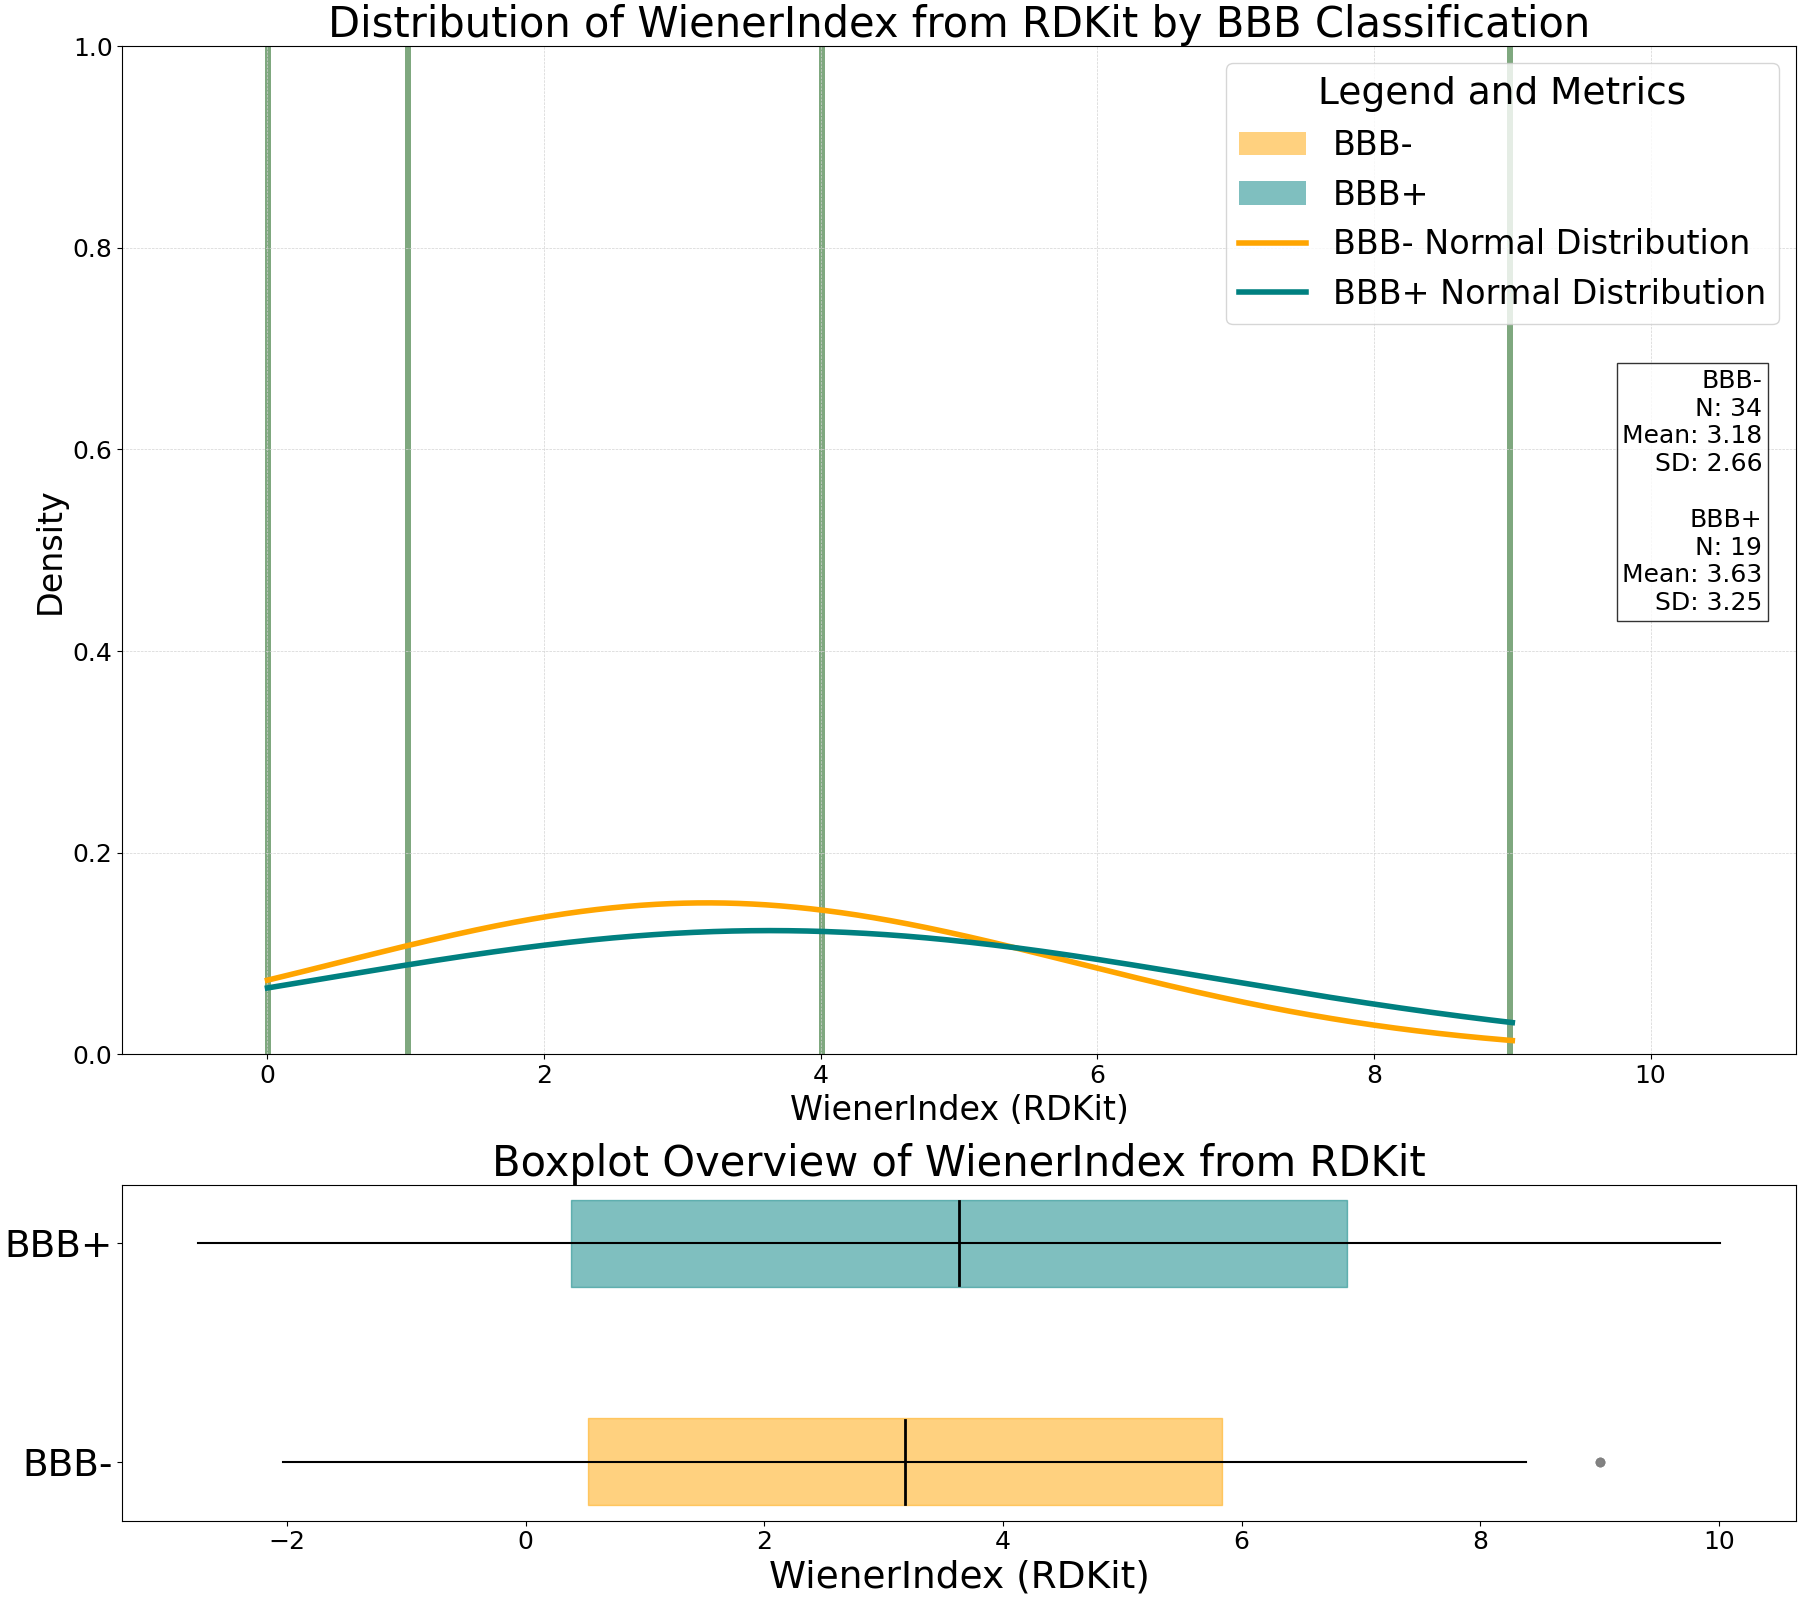 Distribution of WienerIndex from RDKit by BBB Classification
1.0
0.8
0.6
0.4
0.2
0.0
Density
Legend and Metrics
BBB-
BBB+
BBB- Normal Distribution
BBB+ Normal Distribution
BBB-
N: 34
Mean: 3.18
SD: 2.66
BBB+
N: 19
Mean: 3.63
SD: 3.25
0 2 4 6 8 10
WienerIndex (RDKit)
Boxplot Overview of WienerIndex from RDKit
BBB+
BBB-
−2 0 2 4 6 8 10
WienerIndex (RDKit)